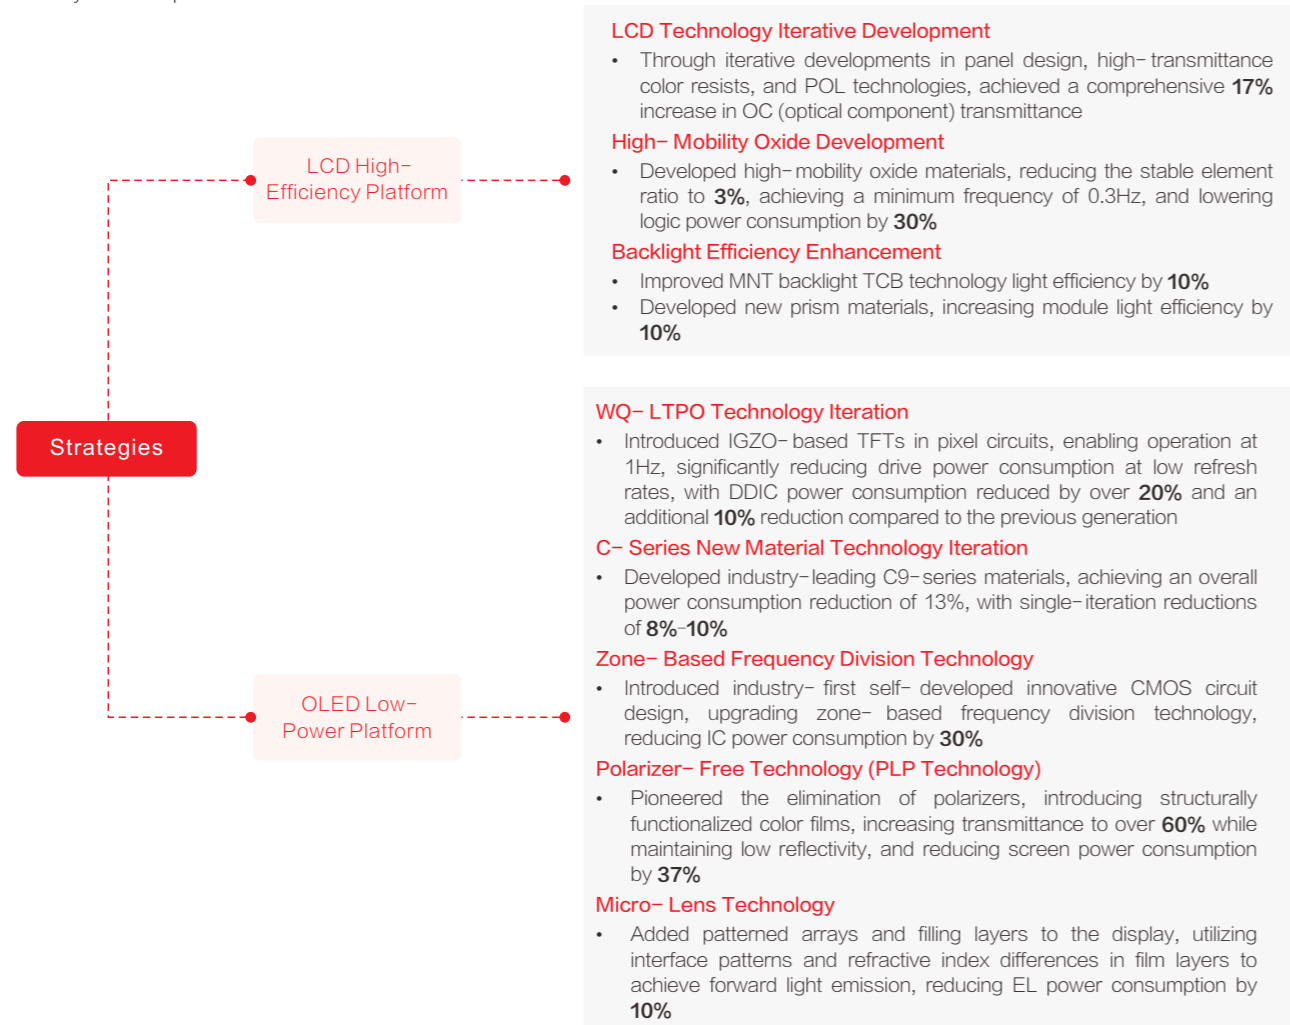 LCD Technology Iterative Development
• Through iterative developments in panel design, high-transmittance
color resists, and POL technologies, achieved a comprehensive 17%
increase in OC (optical component) transmittance
High- Mobility Oxide Development
• Developed high-mobility oxide materials, reducing the stable element
ratio to 3%, achieving a minimum frequency of 0.3Hz, and lowering
logic power consumption by 30%
Backlight Efficiency Enhancement
• Improved MNT backlight TCB technology light efficiency by 10%
• Developed new prism materials, increasing module light efficiency by
10%
LCD High-
Efficiency Platform
Strategies
WQ- LTPO Technology Iteration
• Introduced IGZO-based TFTs in pixel circuits, enabling operation at
1Hz, significantly reducing drive power consumption at low refresh
rates, with DDIC power consumption reduced by over 20% and an
additional 10% reduction compared to the previous generation
C- Series New Material Technology Iteration
• Developed industry-leading C9-series materials, achieving an overall
power consumption reduction of 13%, with single-iteration reductions
of 8%-10%
Zone- Based Frequency Division Technology
• Introduced industry- first self- developed innovative CMOS circuit
design, upgrading zone- based frequency division technology,
reducing IC power consumption by 30%
OLED Low-
Power Platform
Polarizer- Free Technology (PLP Technology)
• Pioneered the elimination of polarizers, introducing structurally
functionalized color films, increasing transmittance to over 60% while
maintaining low reflectivity, and reducing screen power consumption
by 37%
Micro- Lens Technology
• Added patterned arrays and filling layers to the display, utilizing
interface patterns and refractive index differences in film layers to
achieve forward light emission, reducing EL power consumption by
10%